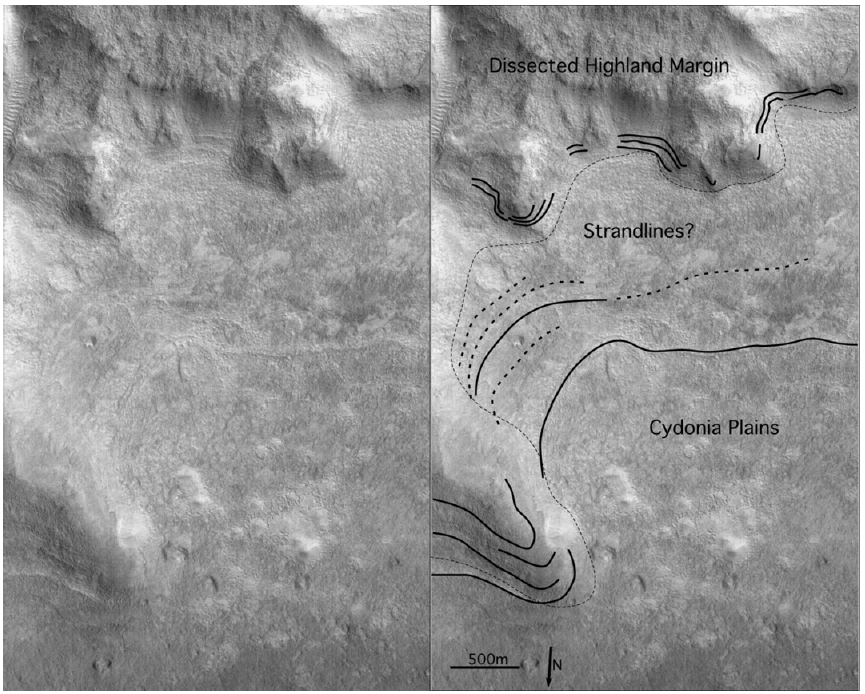 Dissected Highland Margin
Strandlines?
Cydonia Plains
500m
N